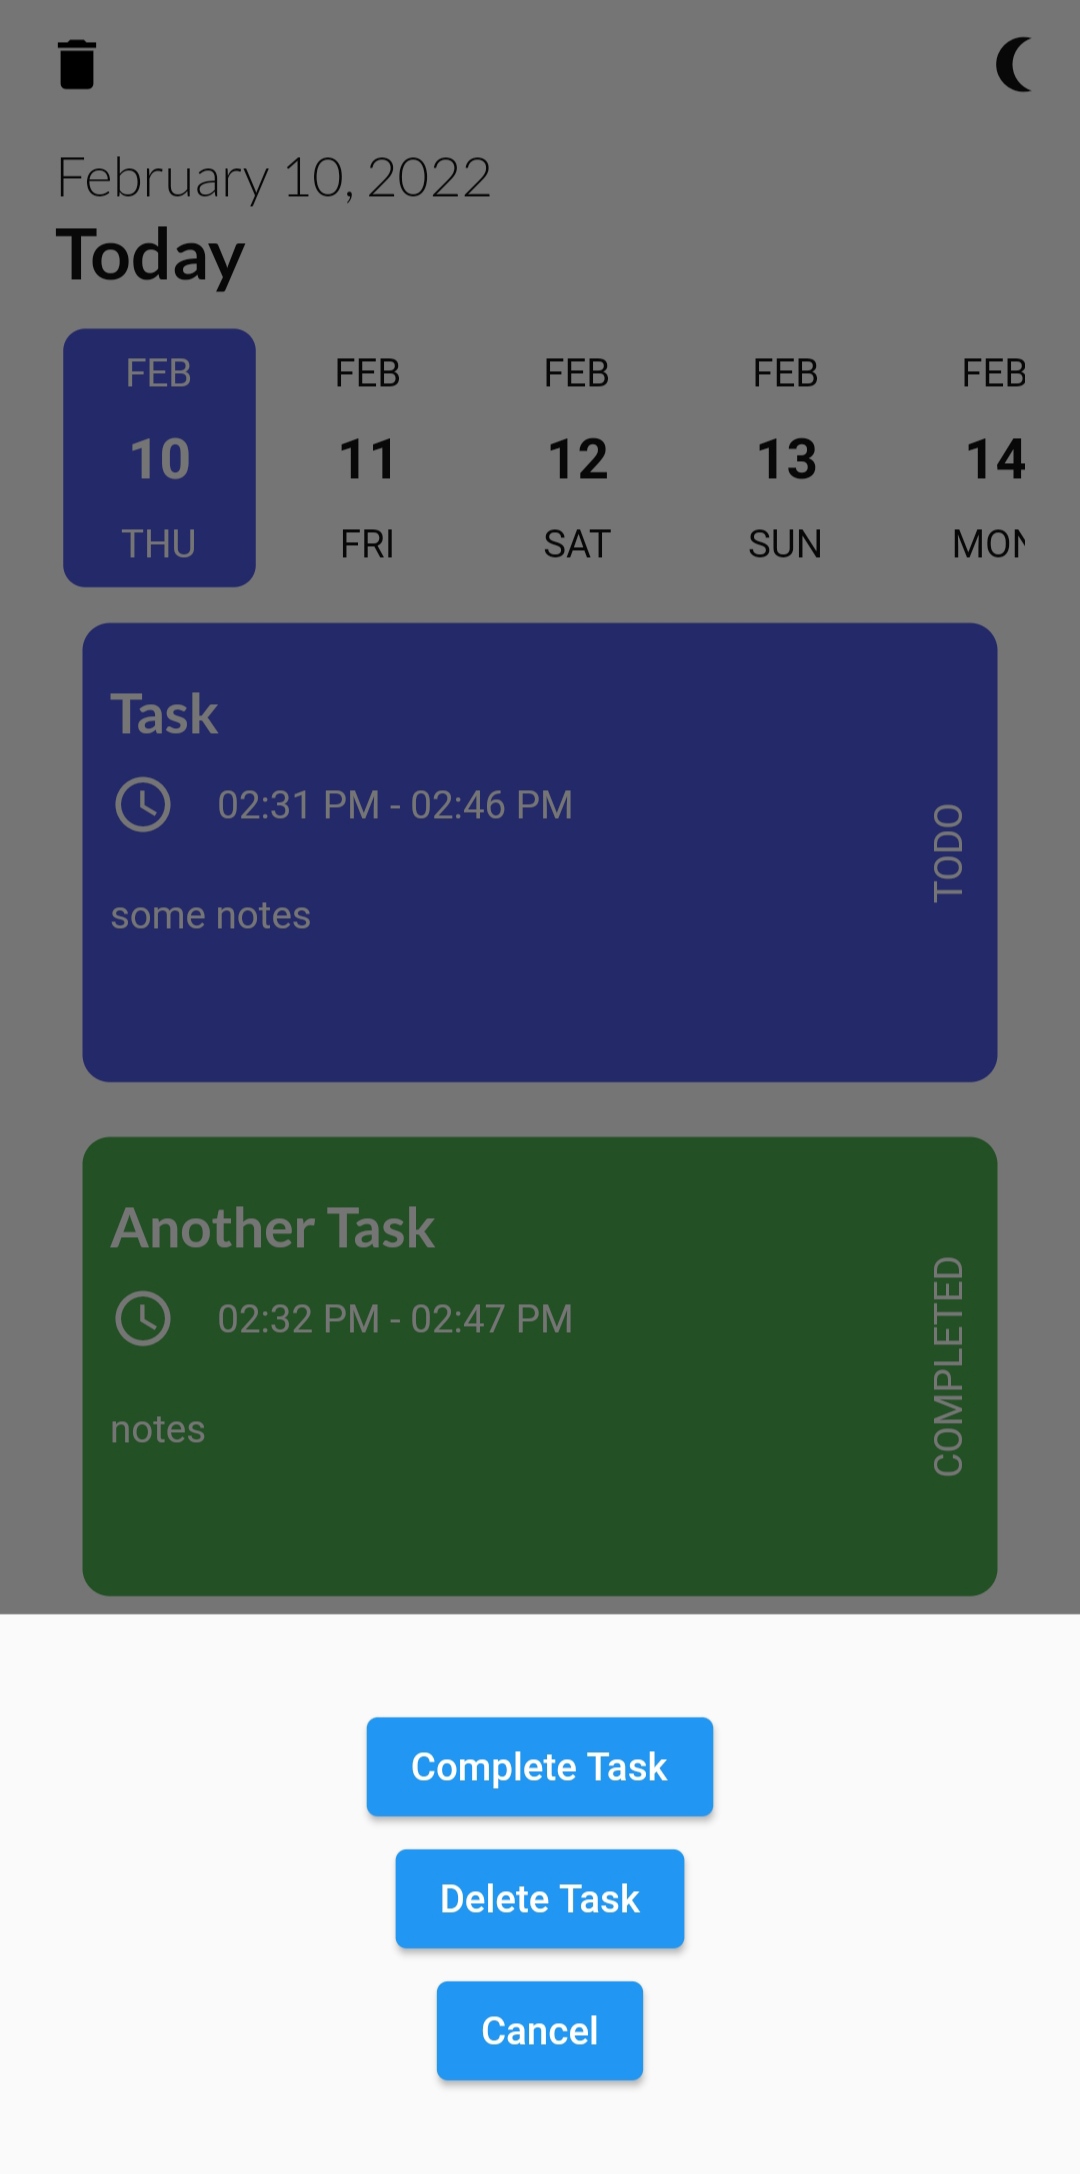 February 10, 2022
Today
FEB FEB FEB FEB FEB
10 11 12 13 14
THU FRI SAT SUN MON
Task
02:31 PM - 02:46 PM
some notes
TODO
Another Task
02:32 PM - 02:47 PM
notes
COMPLETED
Complete Task
Delete Task
Cancel